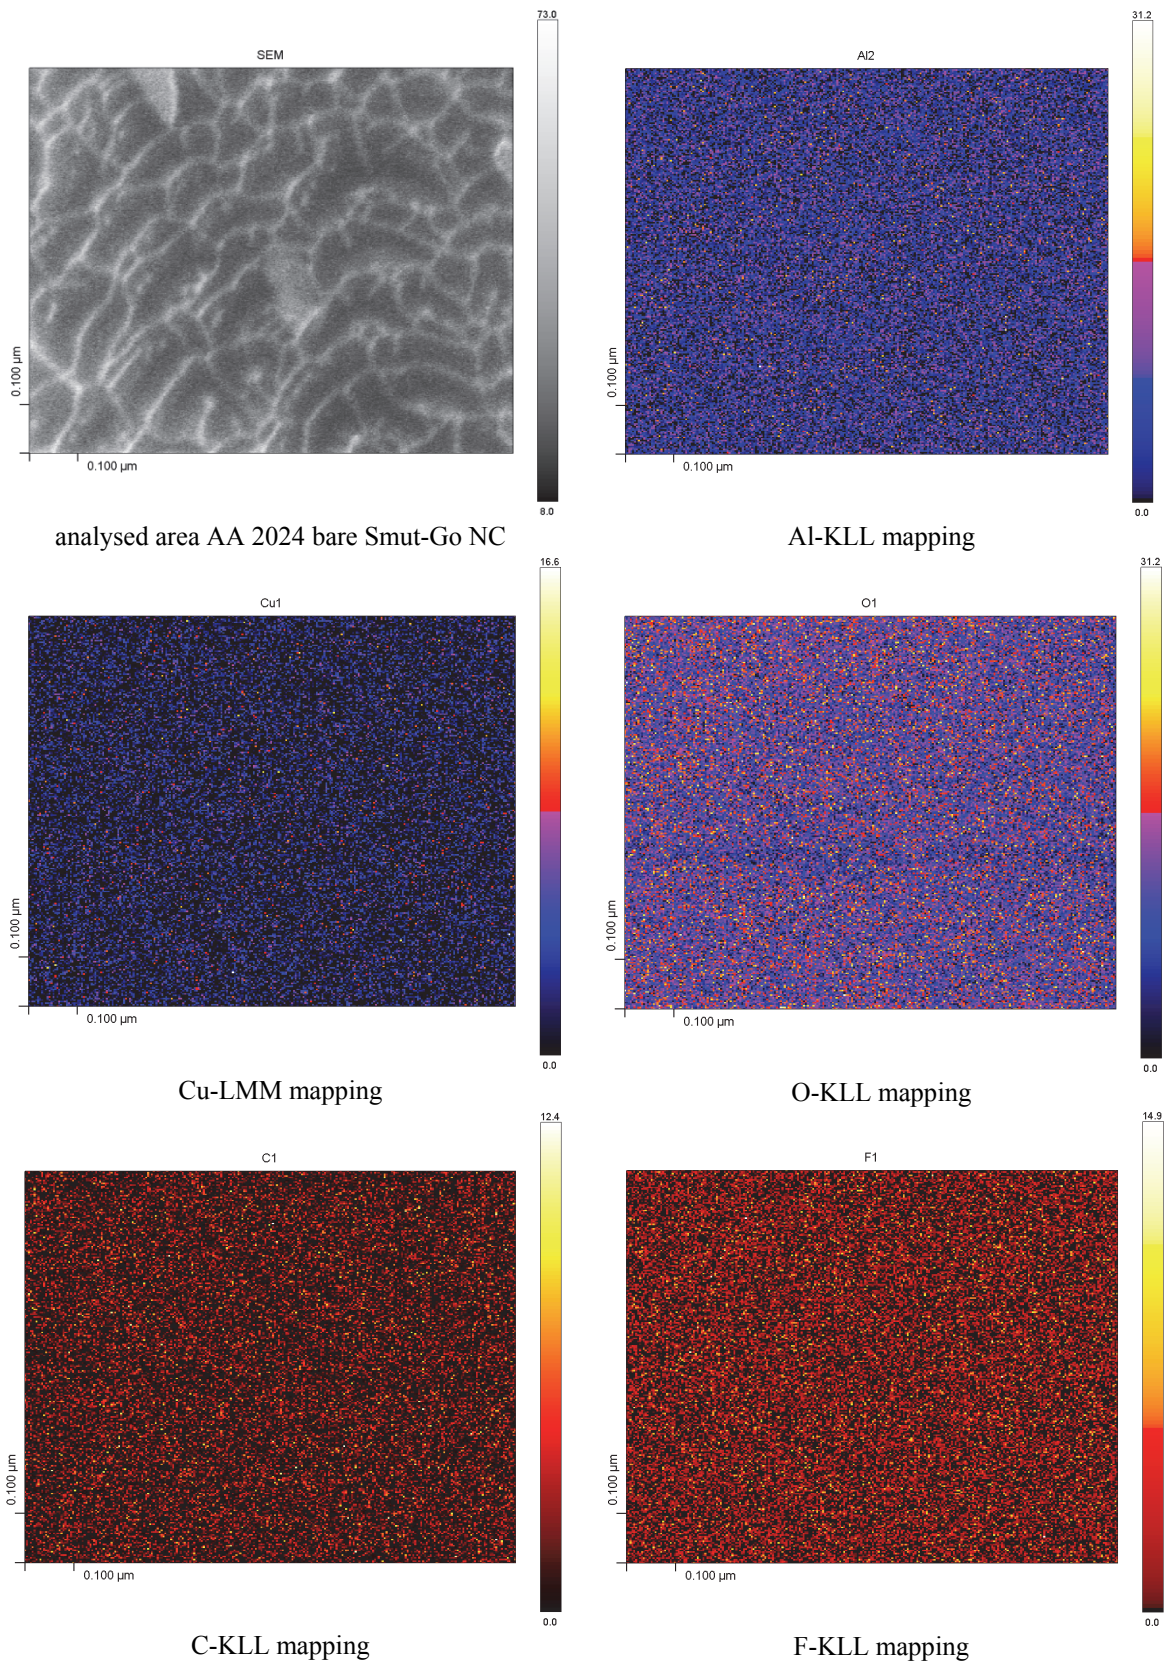 73.0
SEM
0.100 µm
0.100 µm
8.0
analysed area AA 2024 bare Smut-Go NC
31.2
Al2
0.100 µm
0.100 µm
0.0
Al-KLL mapping
16.6
Cu1
0.100 µm
0.100 µm
0.0
Cu-LMM mapping
31.2
O1
0.100 µm
0.100 µm
0.0
O-KLL mapping
12.4
C1
0.100 µm
0.100 µm
0.0
C-KLL mapping
14.9
F1
0.100 µm
0.100 µm
0.0
F-KLL mapping